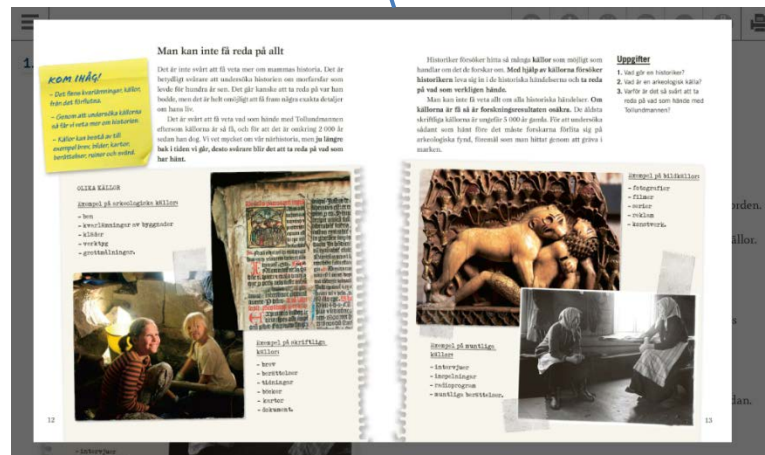 Man kan inte få reda på allt
KOM IHÅG!
– Det finns kvarlämningar, källor,
från det förflutna.
– Genom att undersöka källorna
så får vi veta mer om historien.
– Källor kan bestå av till
exempel brev, bilder, kartor,
berättelser, ruiner och svärd.
Det är inte svårt att få veta mer om mammas historia. Det är
betydligt svårare att undersöka historien om morfarsfar som
levde för hundra år sen. Det går kanske att ta reda på var han
bodde, men det är helt omöjligt att få fram några exakta detaljer
om hans liv.
Det är svårt att få veta vad som hände med Tollundmannen
eftersom källorna är så få, och för att det är omkring 2 000 år
sedan han dog. Vi vet mycket om vår närhistoria, men ju längre
bak i tiden vi går, desto svårare blir det att ta reda på vad som
har hänt.
OLIKA KÄLLOR
Exempel på arkeologiska källor:
– ben
– kvarlämningar av byggnader
– kläder
– verktyg
– grottmålningar.
Exempel på skriftliga
källor:
– brev
– berättelser
– tidningar
– böcker
– kartor
– dokument.
12
Historiker försöker hitta så många källor som möjligt som
handlar om det de forskar om. Med hjälp av källorna försöker
historikern leva sig in i de historiska händelserna och ta reda
på vad som verkligen hände.
Man kan inte få veta allt om alla historiska händelser. Om
källorna är få så är forskningsresultaten osäkra. De äldsta
skriftliga källorna är ungefär 5 000 år gamla. För att undersöka
sådant som hänt före det måste forskarna förlita sig på
arkeologiska fynd, föremål som man hittat genom att gräva i
marken.
Uppgifter
1. Vad gör en historiker?
2. Vad är en arkeologisk källa?
3. Varför är det så svårt att ta
reda på vad som hände med
Tollundmannen?
Exempel på bildkällor:
– fotografier
– filmer
– serier
– reklam
– konstverk.
Exempel på muntliga
källor:
– intervjuer
– inspelningar
– radioprogram
– muntliga berättelser.
13
1.
orden.
ällor.
s
dan.
– intervjuer